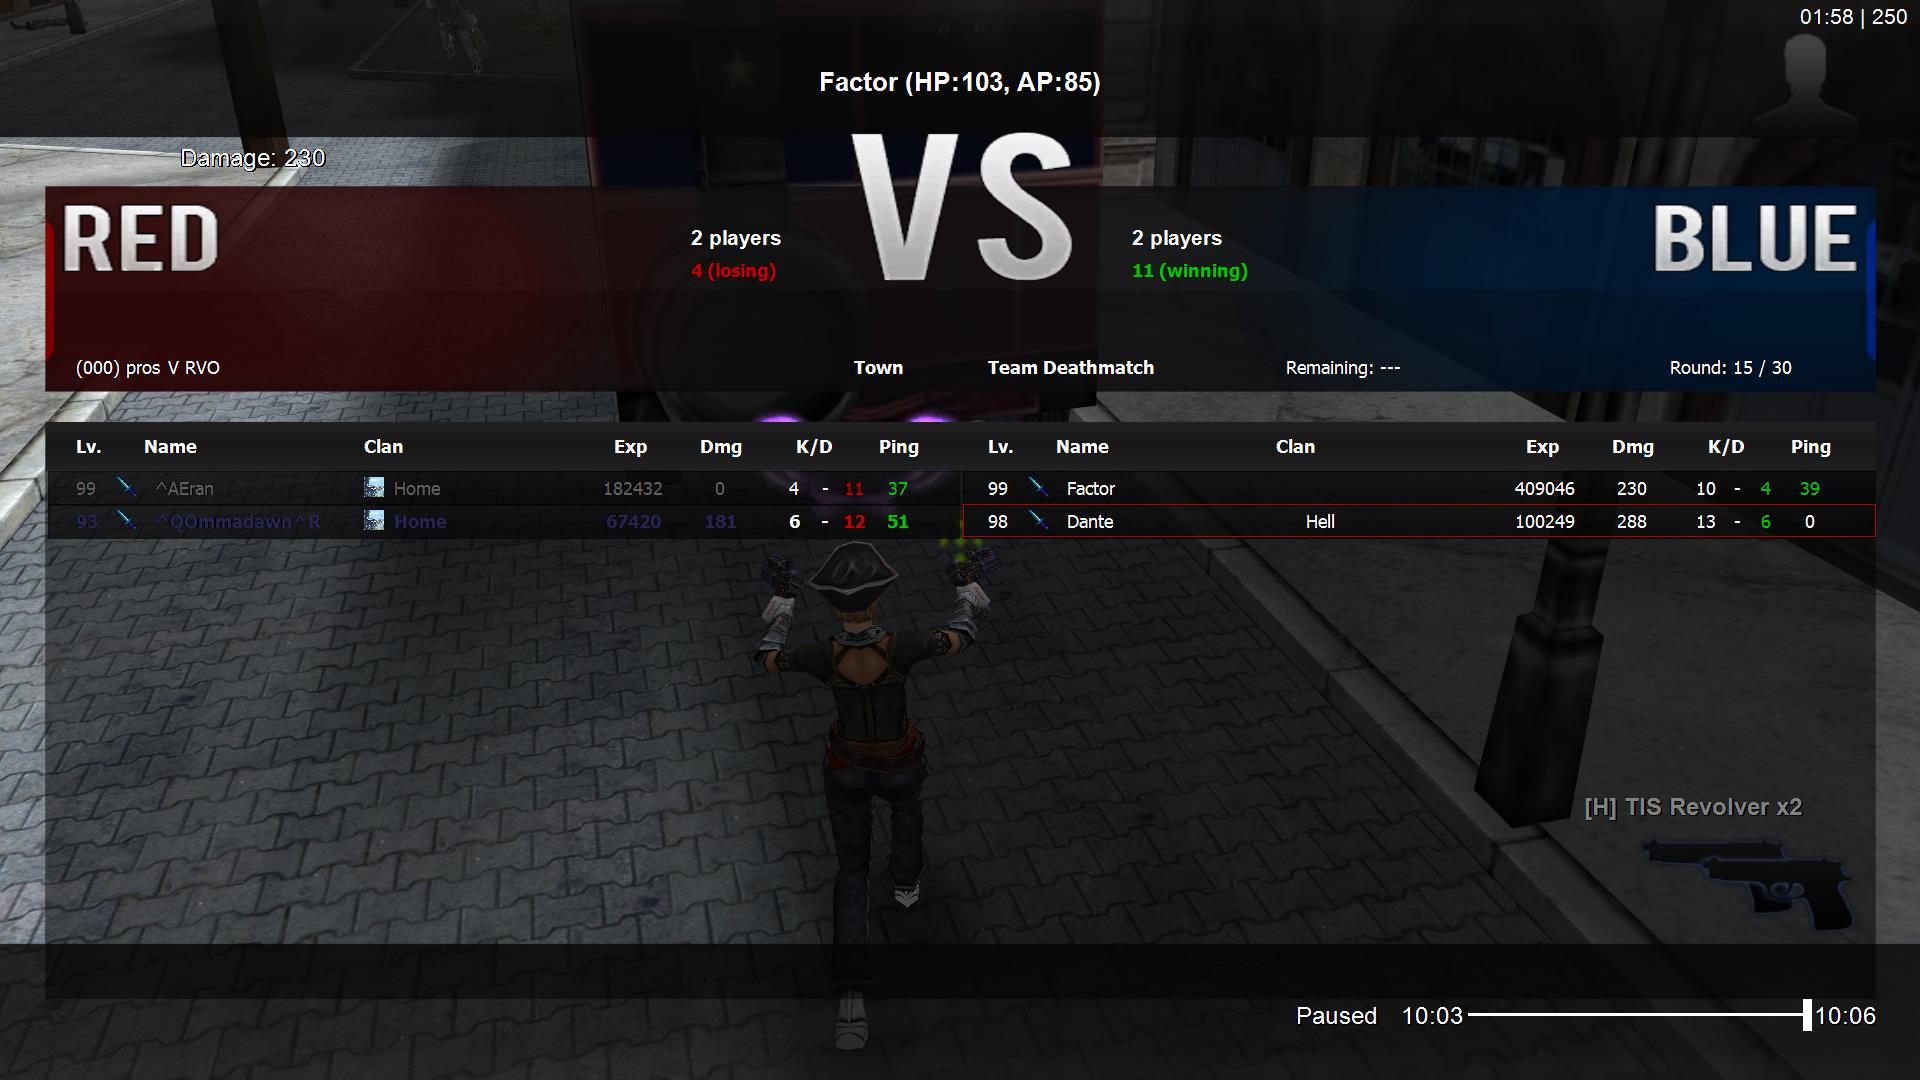 01:58 | 250
Factor (HP:103, AP:85)
Damage: 230
RED
VS
BLUE
2 players
4 (losing)
2 players
11 (winning)
(000) pros V RVO
Town
Team Deathmatch
Remaining: ---
Round: 15 / 30
Lv. Name Clan Exp Dmg K/D Ping
99 ^AEran Home 182432 0 4 - 11 37
93 ^QOmmadawn^R Home 67420 181 6 - 12 51
Lv. Name Clan Exp Dmg K/D Ping
99 Factor 409046 230 10 - 4 39
98 Dante Hell 100249 288 13 - 6 0
[H] TIS Revolver x2
Paused 10:03 10:06